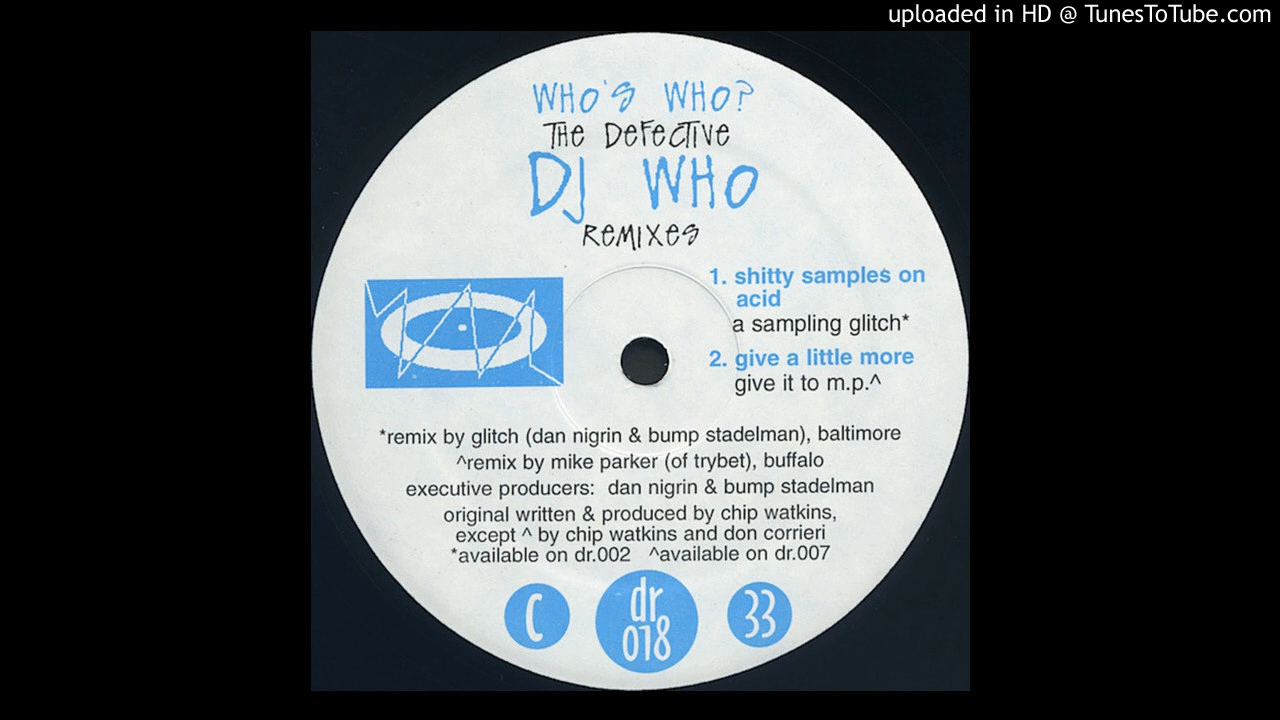 uploaded in HD @ TunesToTube.com
WHO'S WHO?
THE DEFECTIVE
DJ WHO
REMIXES
1. shitty samples on
acid
a sampling glitch*
2. give a little more
give it to m.p.^
*remix by glitch (dan nigrin & bump stadelman), baltimore
^remix by mike parker (of trybet), buffalo
executive producers: dan nigrin & bump stadelman
original written & produced by chip watkins,
except ^ by chip watkins and don corrieri
*available on dr.002 ^available on dr.007
C
dr
018
33